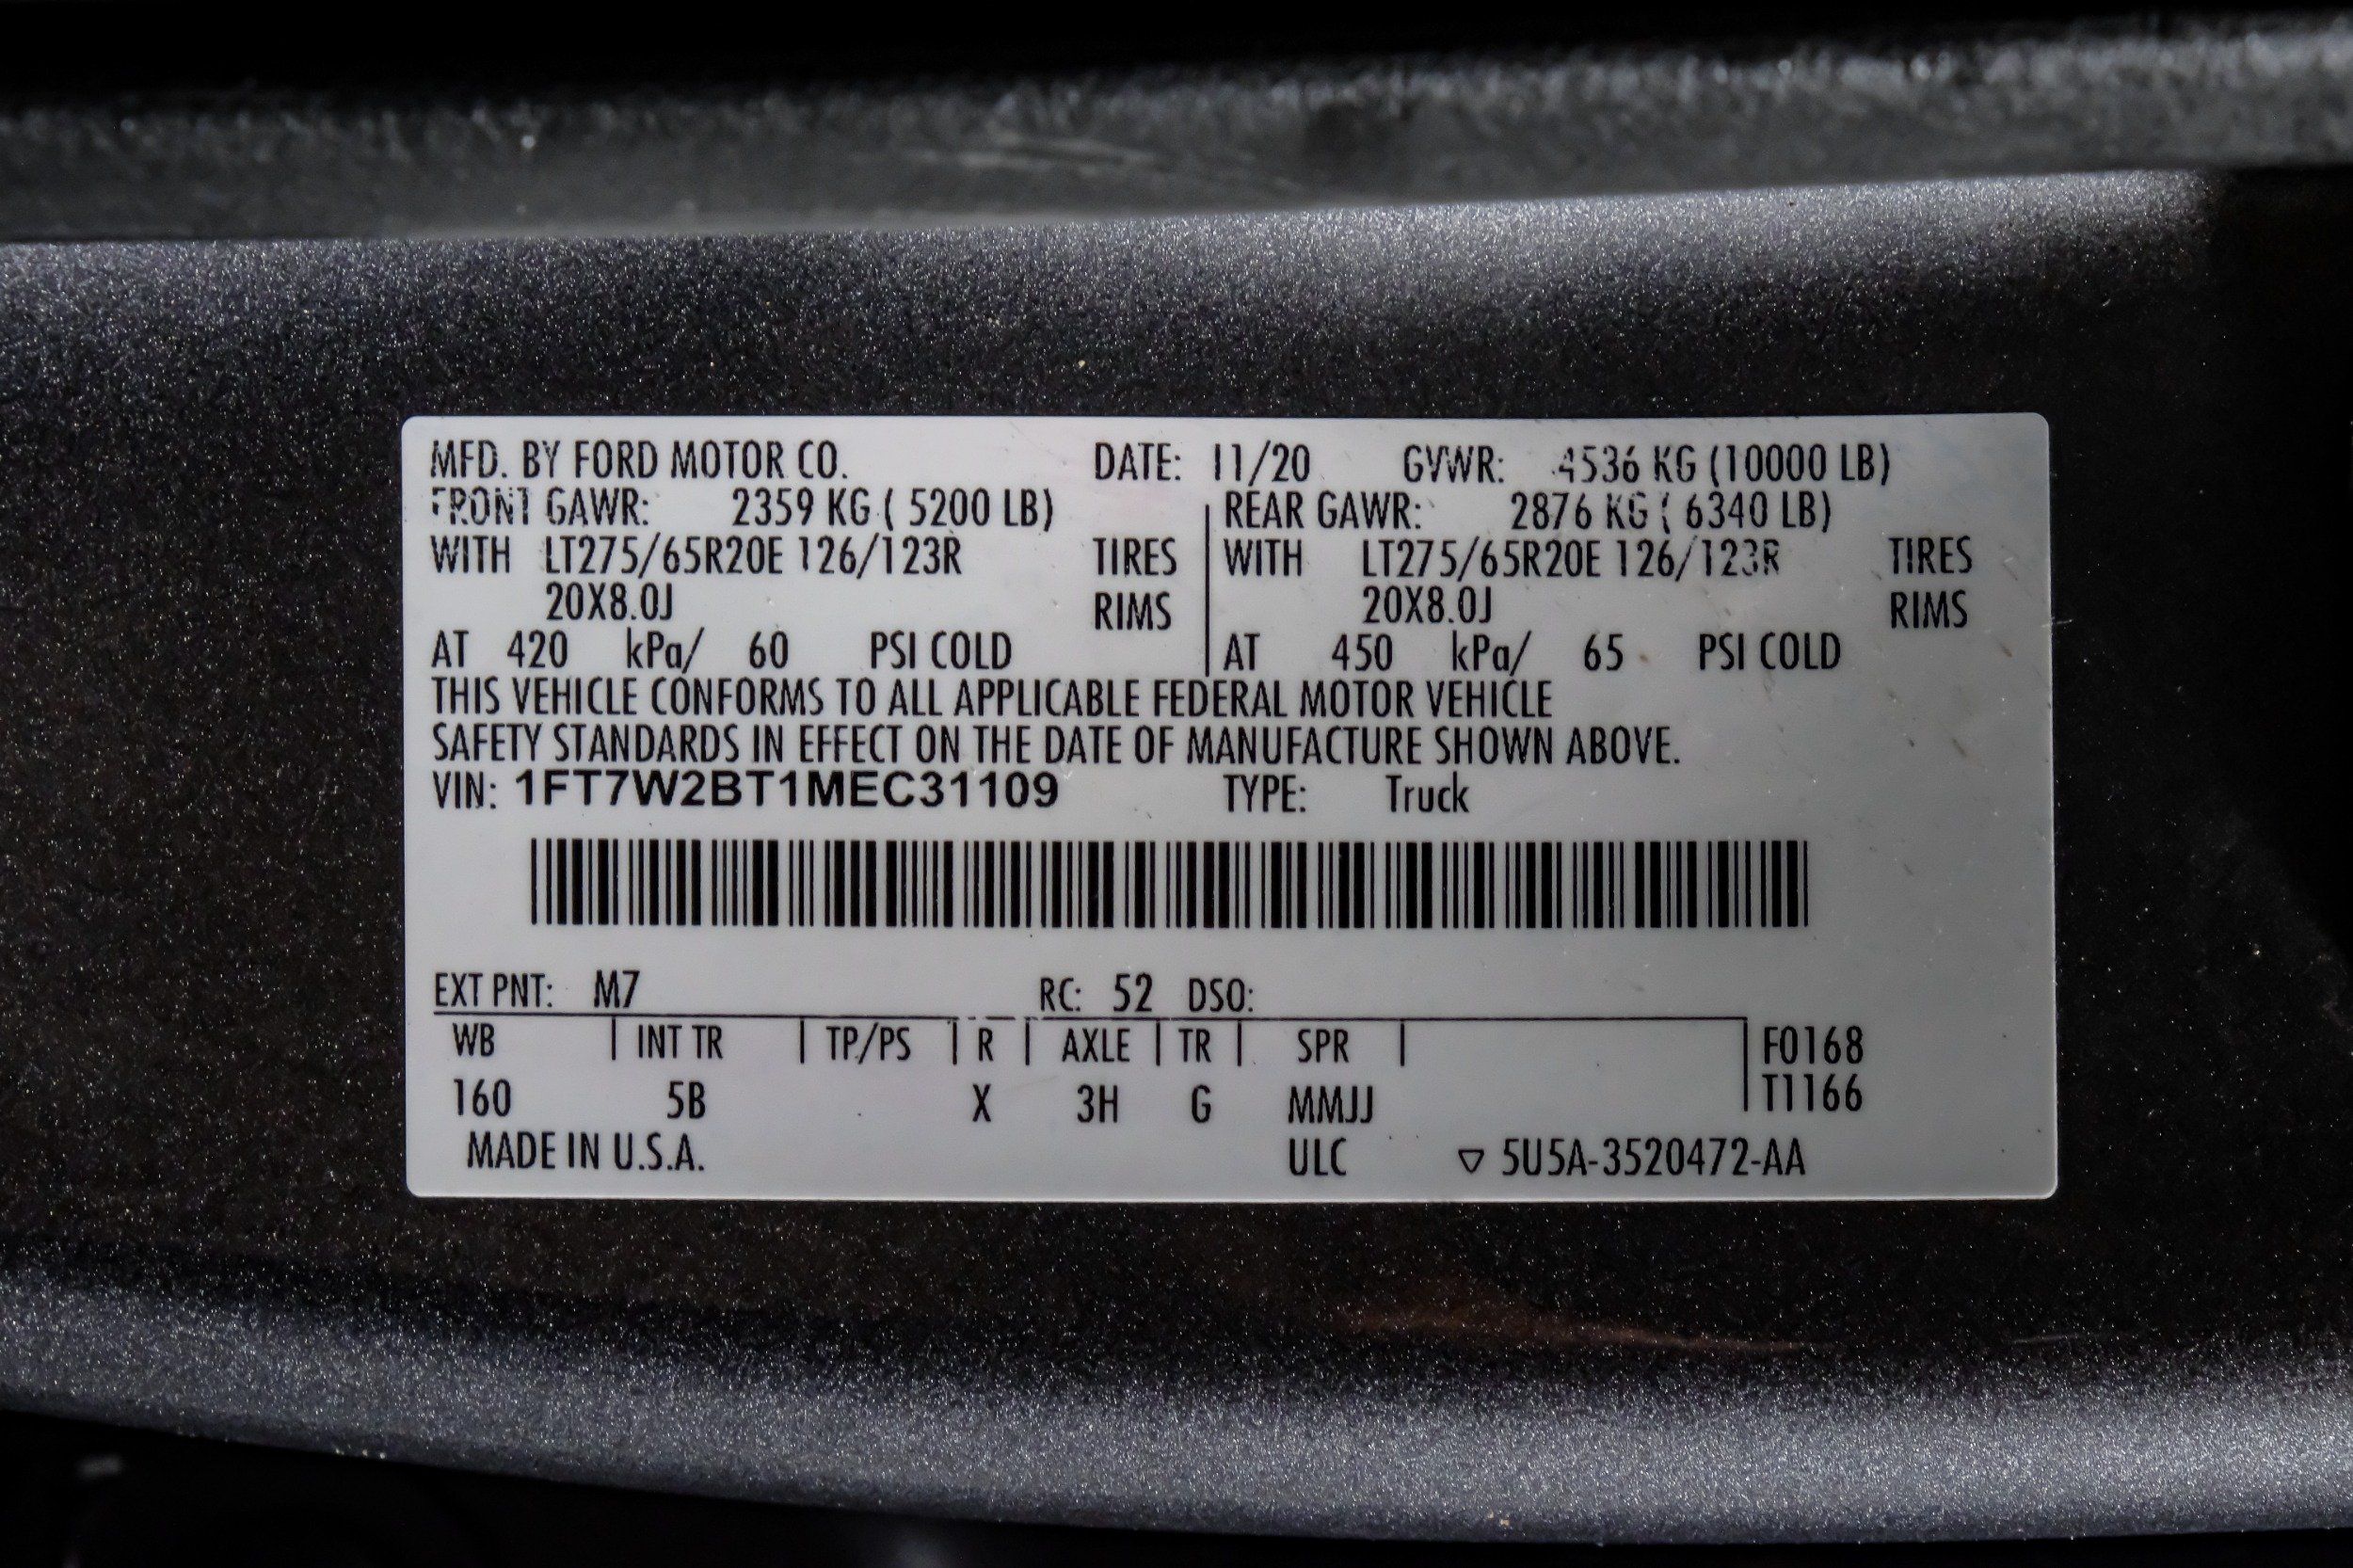 MFD. BY FORD MOTOR CO. DATE: 11/20 GVWR: 4536 KG (10000 LB)
FRONT GAWR: 2359 KG ( 5200 LB) REAR GAWR: 2876 KG ( 6340 LB)
WITH LT275/65R20E 126/123R TIRES WITH LT275/65R20E 126/123R TIRES
20X8.0J RIMS 20X8.0J RIMS
AT 420 kPa/ 60 PSI COLD AT 450 kPa/ 65 PSI COLD
THIS VEHICLE CONFORMS TO ALL APPLICABLE FEDERAL MOTOR VEHICLE
SAFETY STANDARDS IN EFFECT ON THE DATE OF MANUFACTURE SHOWN ABOVE.
VIN: 1FT7W2BT1MEC31109 TYPE: Truck
EXT PNT: M7 RC: 52 DSO:
WB INT TR TP/PS R AXLE TR SPR F0168
160 5B X 3H G MMJJ T1166
MADE IN U.S.A. ULC ▽ 5U5A-3520472-AA